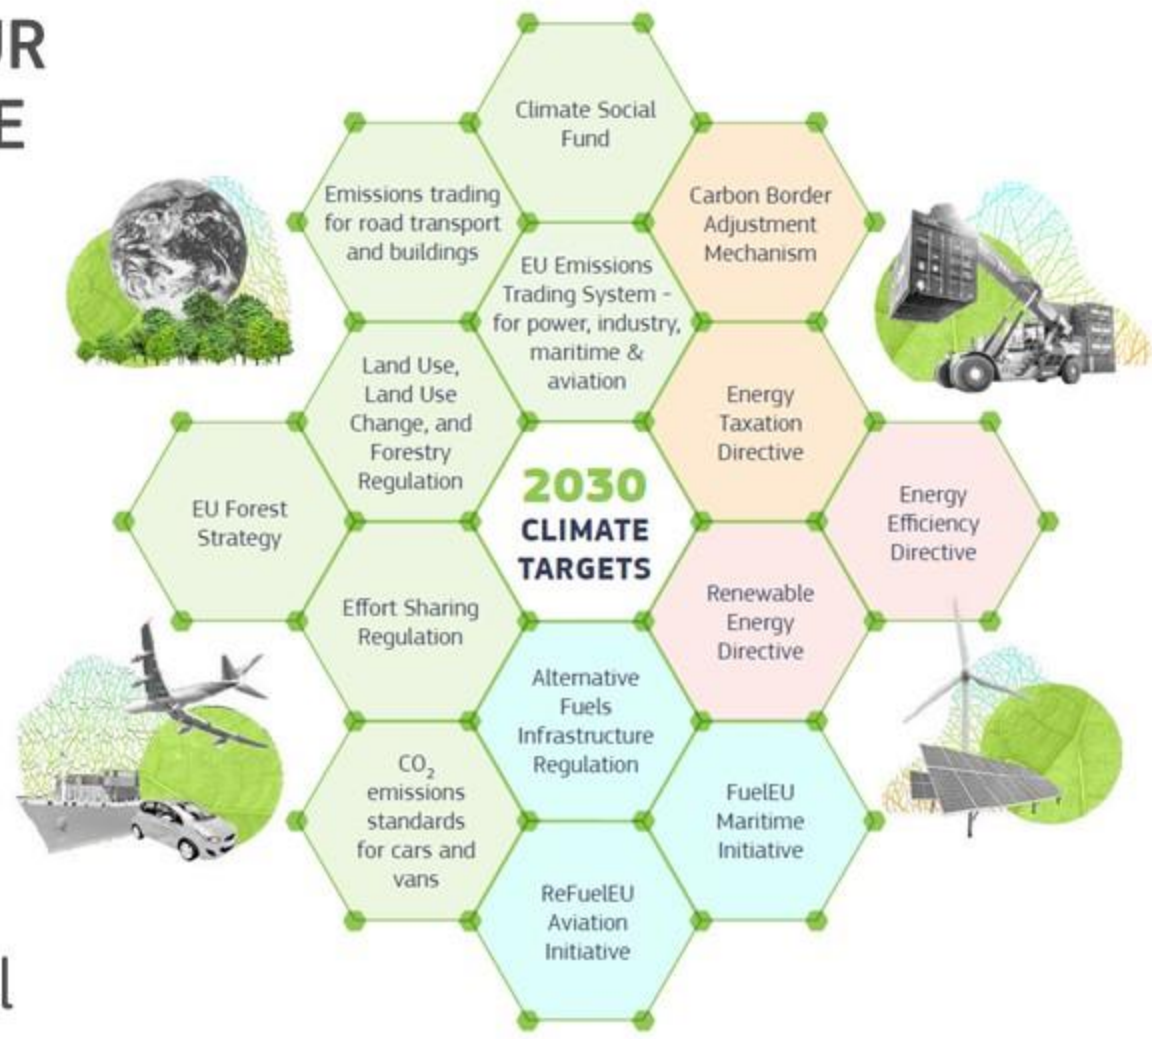 UR
E
Climate Social
Fund
Emissions trading
for road transport
and buildings
Carbon Border
Adjustment
Mechanism
EU Emissions
Trading System -
for power, industry,
maritime &
aviation
Land Use,
Land Use
Change, and
Forestry
Regulation
Energy
Taxation
Directive
EU Forest
Strategy
2030
CLIMATE
TARGETS
Energy
Efficiency
Directive
Effort Sharing
Regulation
Renewable
Energy
Directive
Alternative
Fuels
Infrastructure
Regulation
CO₂
emissions
standards
for cars and
vans
FuelEU
Maritime
Initiative
ReFuelEU
Aviation
Initiative
l